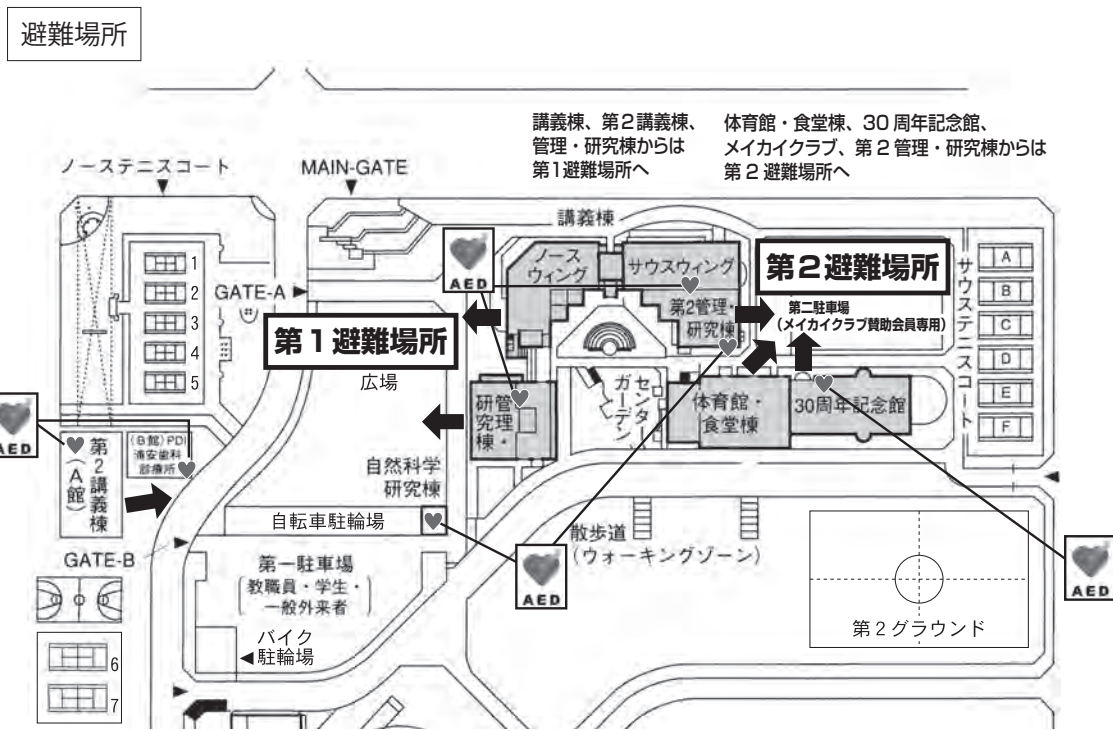 避難場所
講義棟、第2講義棟、
管理・研究棟からは
第1避難場所へ
体育館・食堂棟、30周年記念館、
メイカイクラブ、第2管理・研究棟からは
第2避難場所へ
ノーステニスコート
MAIN-GATE
講義棟
AED
ノース
ウィング
サウスウィング
第2避難場所
第二駐車場
(メイカイクラブ賛助会員専用)
第2管理・
研究棟
サウステニスコート
A
B
C
D
E
F
1
2
3
4
5
GATE-A
第1避難場所
広場
管理・
研究棟
センター
ガーデン
体育館・
食堂棟
30周年記念館
AED
第2講義棟
(A館)
(B館)PDI
浦安歯科
診療所
自然科学
研究棟
自転車駐輪場
GATE-B
第一駐車場
(教職員・学生・
一般外来者)
バイク
駐輪場
散歩道
(ウォーキングゾーン)
AED
AED
第2グラウンド
6
7